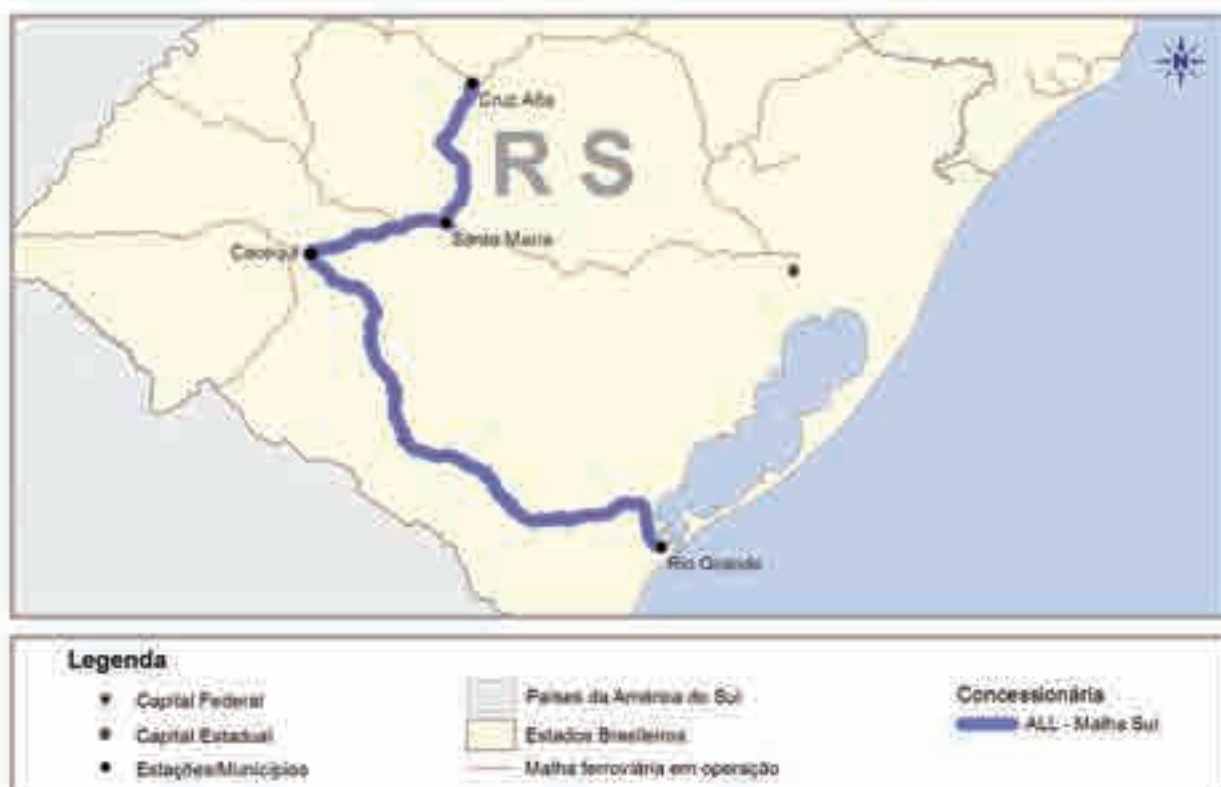 N
Cruz Alta
RS
Santa Maria
Cacequi
Rio Grande
Legenda
Capital Federal
Capital Estadual
Estações/Municípios
Países da América do Sul
Estados Brasileiros
Malha ferroviária em operação
Concessionária
ALL - Malha Sul